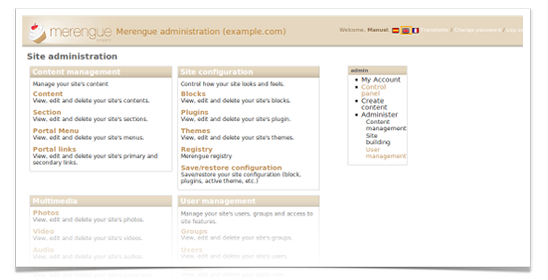 merengue Merengue administration (example.com)
Welcome, Manuel. Translate / Change password / Log
Site administration
Content management
Manage your site's content
Content
View, edit and delete your site's contents.
Section
View, edit and delete your site's sections.
Portal Menu
View, edit and delete your site's menus.
Portal links
View, edit and delete your site's primary and
secondary links.
Site configuration
Control how your site looks and feels.
Blocks
View, edit and delete your site's blocks.
Plugins
View, edit and delete your site's plugin.
Themes
View, edit and delete your site's themes.
Registry
Merengue registry
Save/restore configuration
Save/restore your site configuration (block,
plugins, active theme, etc.)
admin
My Account
Control
panel
Create
content
Administer
Content
management
Site
building
User
management
Multimedia
Photos
View, edit and delete your site's photos.
Video
View, edit and delete your site's videos.
Audio
View, edit and delete your site's audios.
User management
Manage your site's users, groups and access to
site features.
Groups
View, edit and delete your site's groups.
Users
View, edit and delete your site's users.